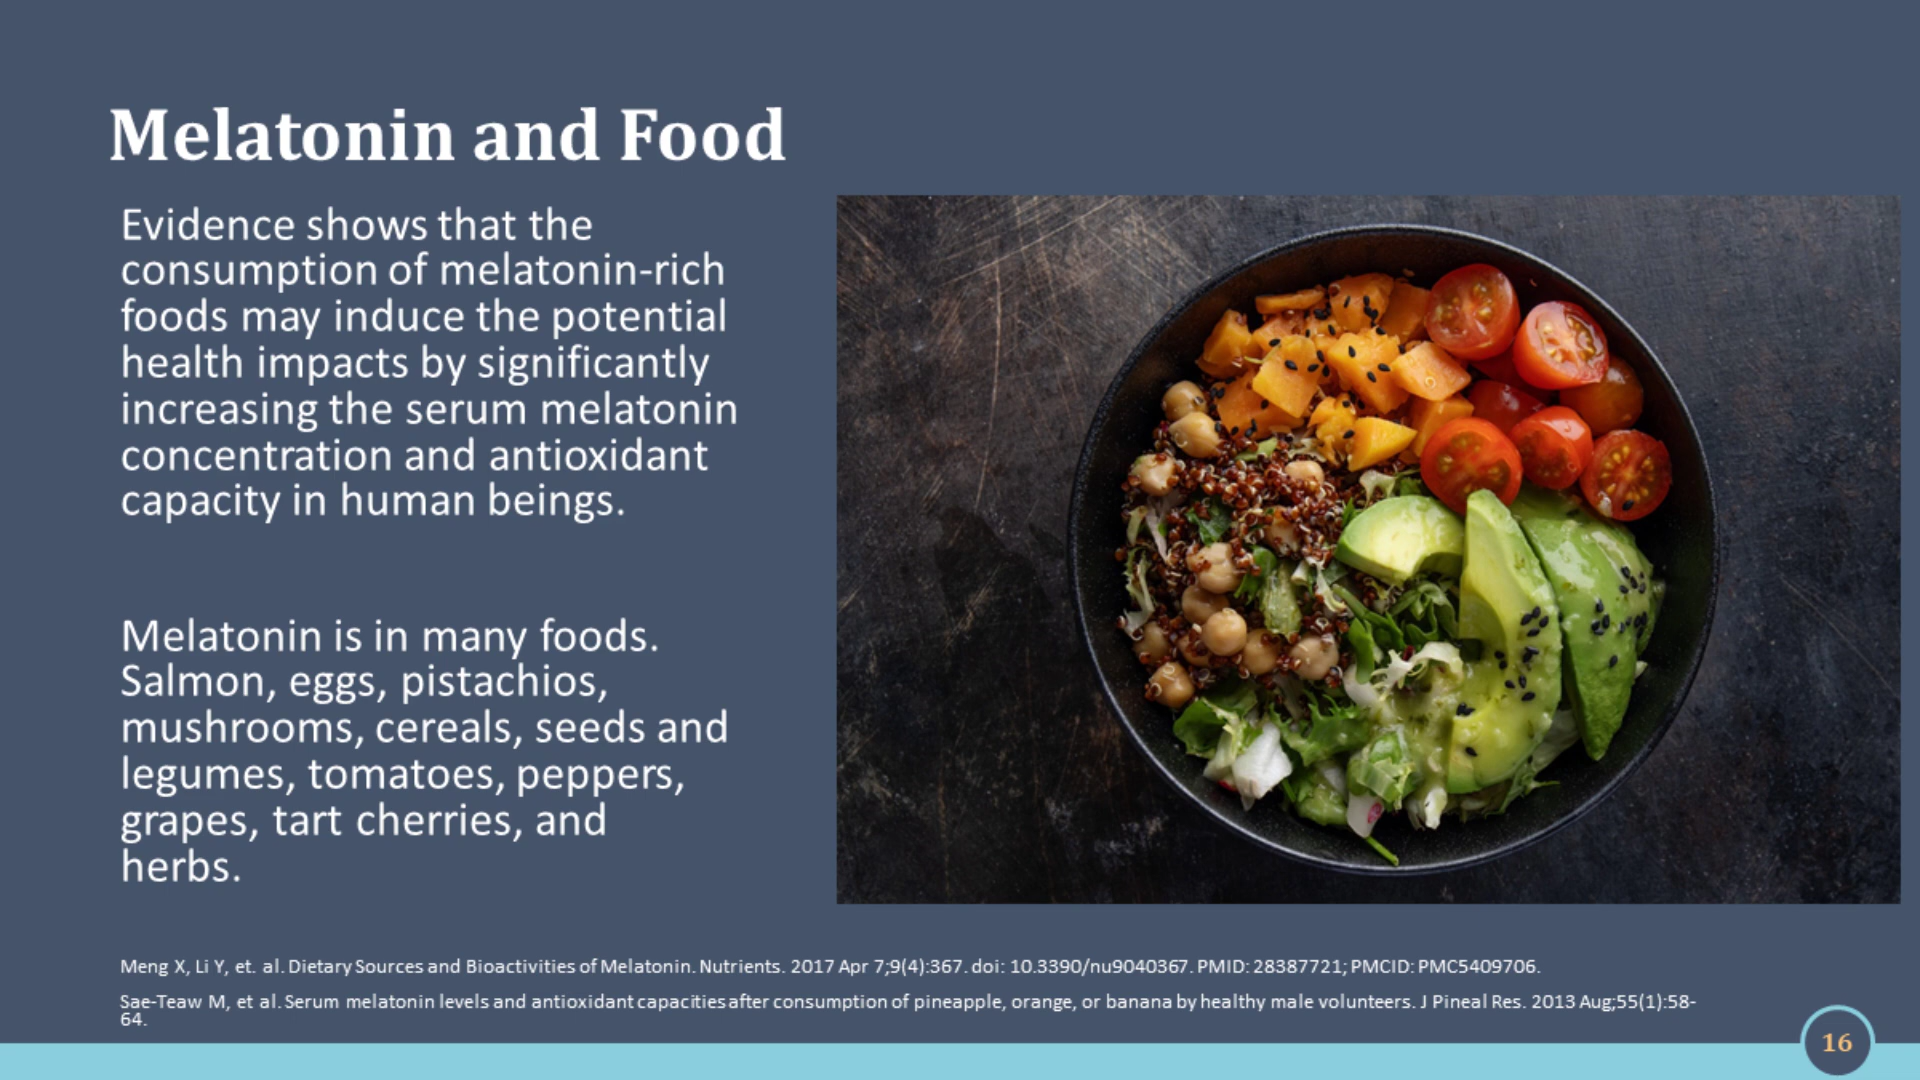 Melatonin and Food
Evidence shows that the
consumption of melatonin-rich
foods may induce the potential
health impacts by significantly
increasing the serum melatonin
concentration and antioxidant
capacity in human beings.
Melatonin is in many foods.
Salmon, eggs, pistachios,
mushrooms, cereals, seeds and
legumes, tomatoes, peppers,
grapes, tart cherries, and
herbs.
Meng X, Li Y, et. al. Dietary Sources and Bioactivities of Melatonin. Nutrients. 2017 Apr 7;9(4):367. doi: 10.3390/nu9040367. PMID: 28387721; PMCID: PMC5409706.
Sae-Teaw M, et al. Serum melatonin levels and antioxidant capacities after consumption of pineapple, orange, or banana by healthy male volunteers. J Pineal Res. 2013 Aug;55(1):58-
64.
16